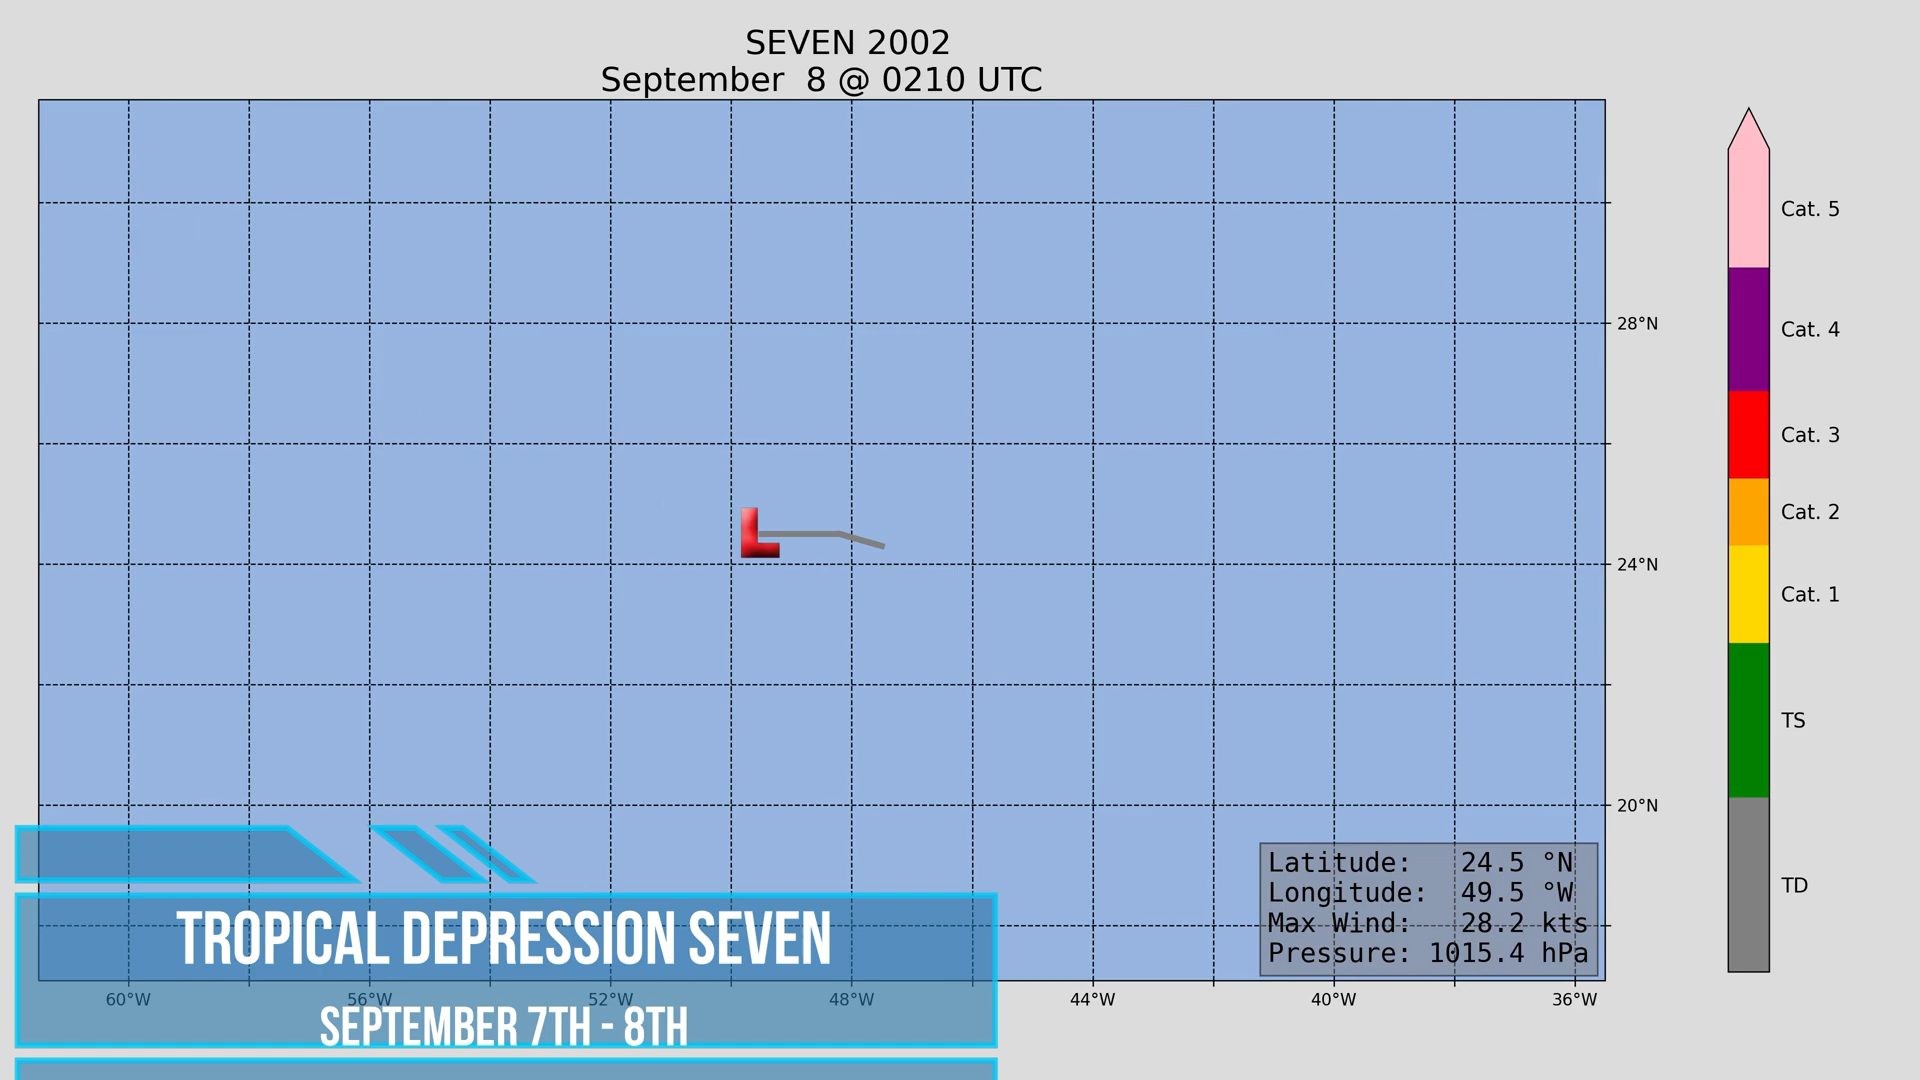 SEVEN 2002
September  8 @ 0210 UTC
Cat. 5
Cat. 4
Cat. 3
Cat. 2
Cat. 1
TS
TD
28°N
24°N
20°N
L
Latitude:   24.5 °N
Longitude:  49.5 °W
Max Wind:   28.2 kts
Pressure: 1015.4 hPa
60°W 56°W 52°W 48°W 44°W 40°W 36°W
TROPICAL DEPRESSION SEVEN
SEPTEMBER 7TH - 8TH